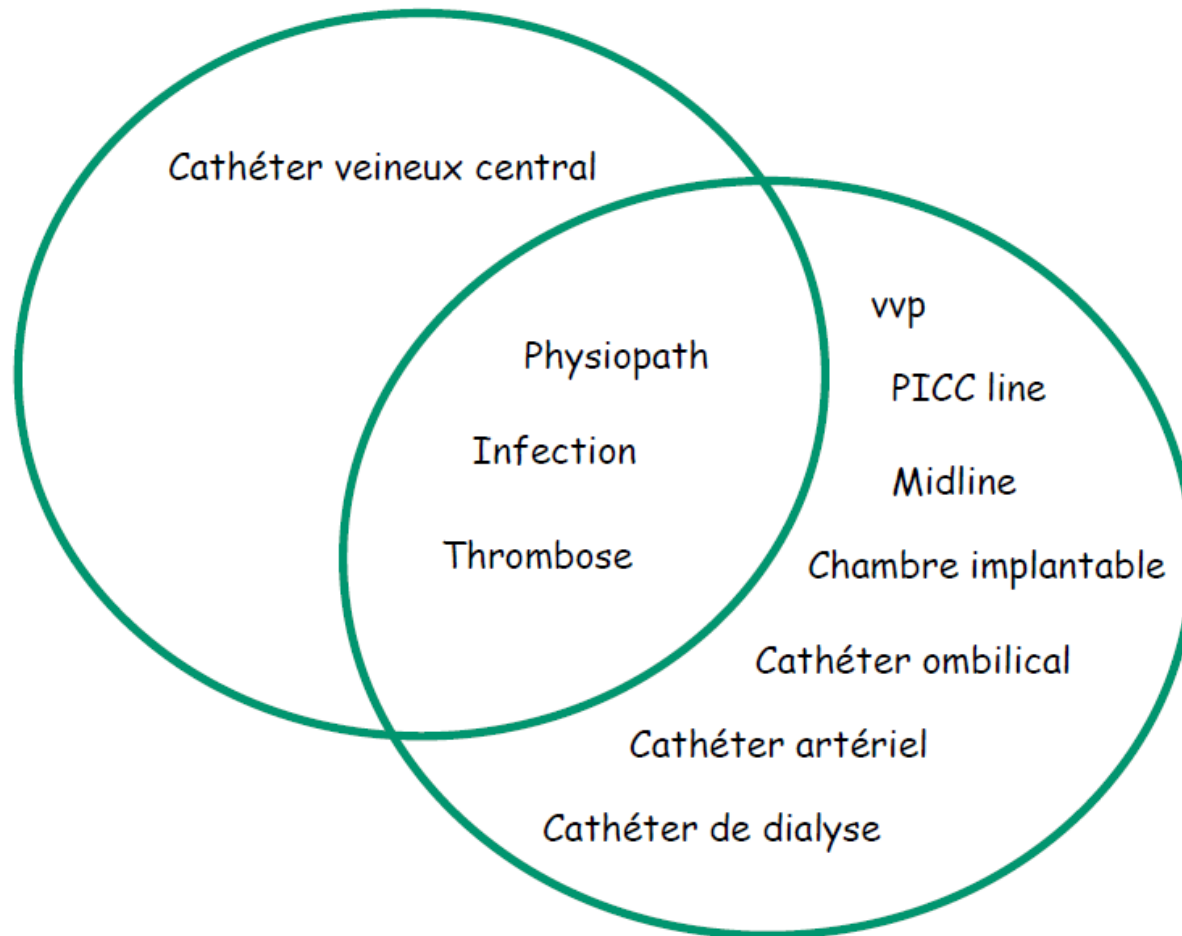 Cathéter veineux central
Physiopath
Infection
Thrombose
vvp
PICC line
Midline
Chambre implantable
Cathéter ombilical
Cathéter artériel
Cathéter de dialyse